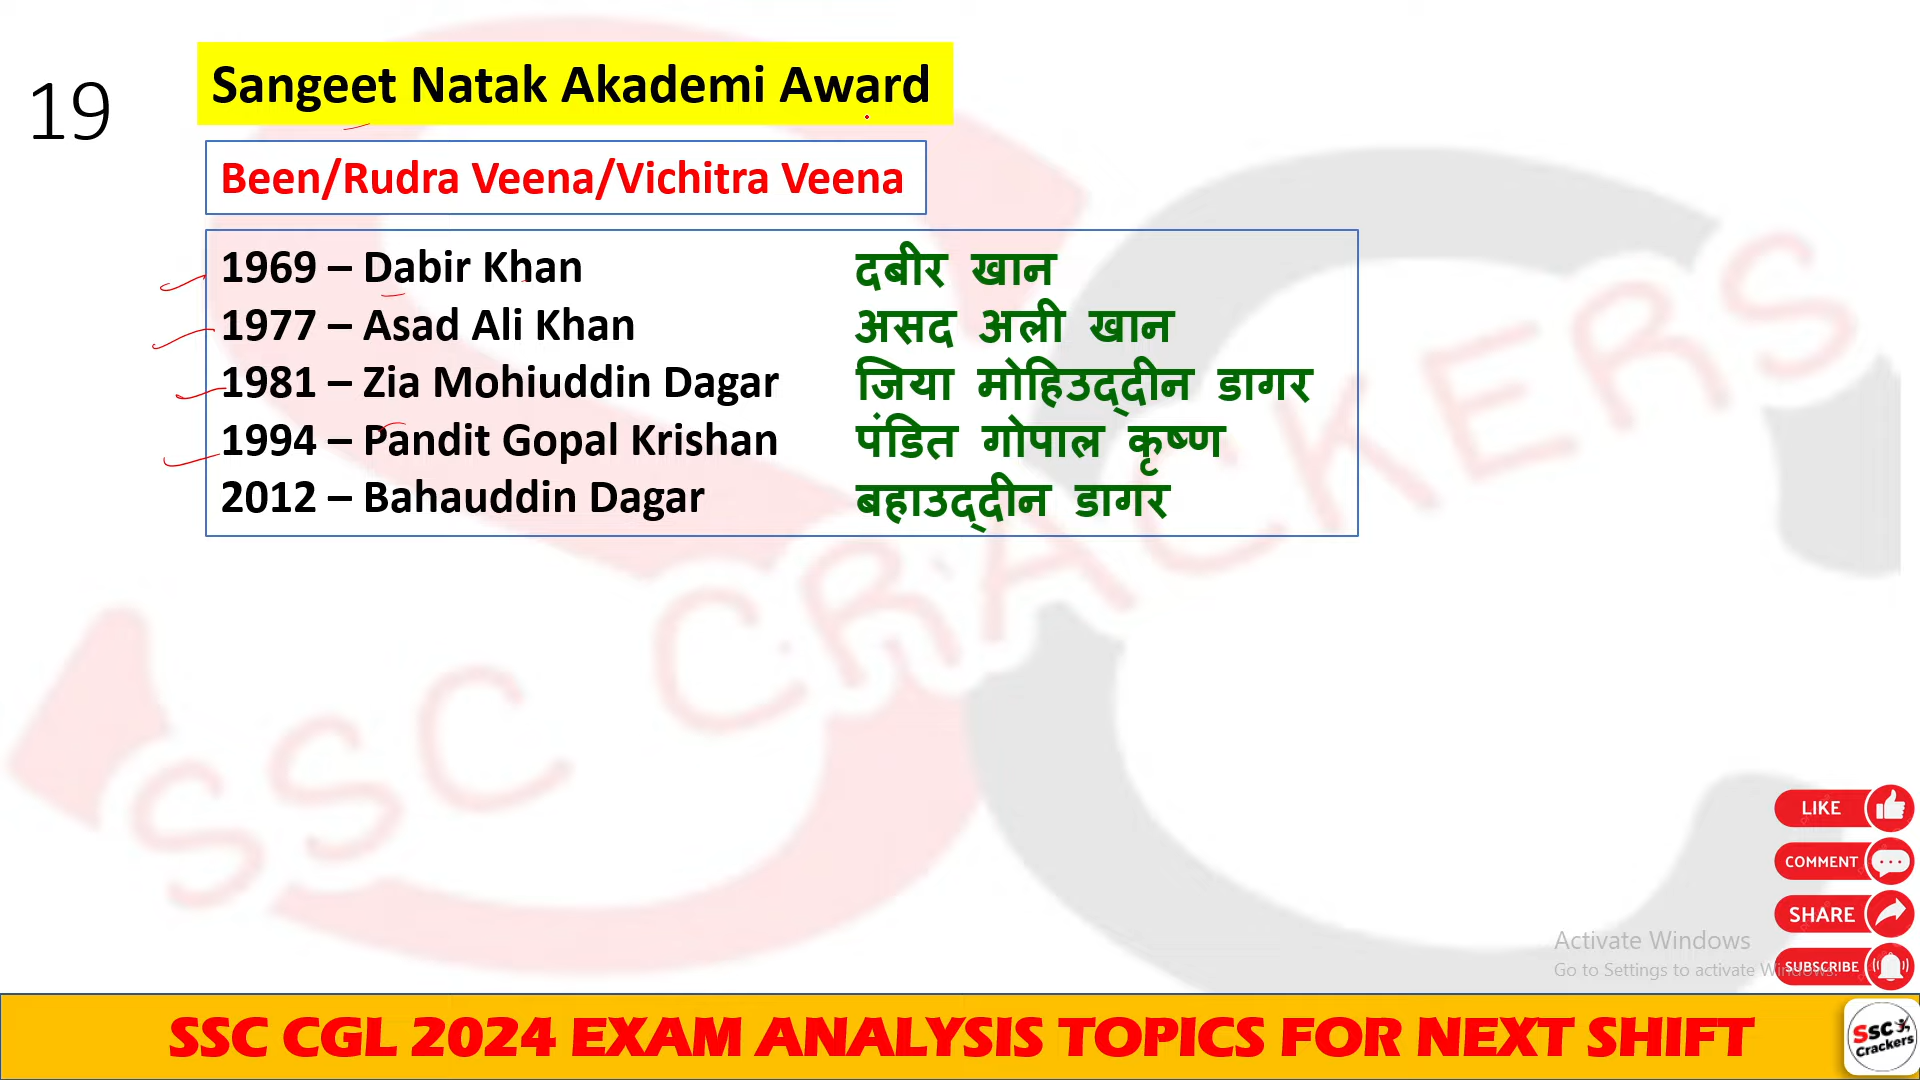 19
Sangeet Natak Akademi Award
Been/Rudra Veena/Vichitra Veena
1969 – Dabir Khan दबीर खान
1977 – Asad Ali Khan असद अली खान
1981 – Zia Mohiuddin Dagar जिया मोहिउद्दीन डागर
1994 – Pandit Gopal Krishan पंडित गोपाल कृष्ण
2012 – Bahauddin Dagar बहाउद्दीन डागर
SSC CRACKERS
LIKE
COMMENT
SHARE
Activate Windows
Go to Settings to activate Windows.
SUBSCRIBE
SSC CGL 2024 EXAM ANALYSIS TOPICS FOR NEXT SHIFT
SSC Crackers